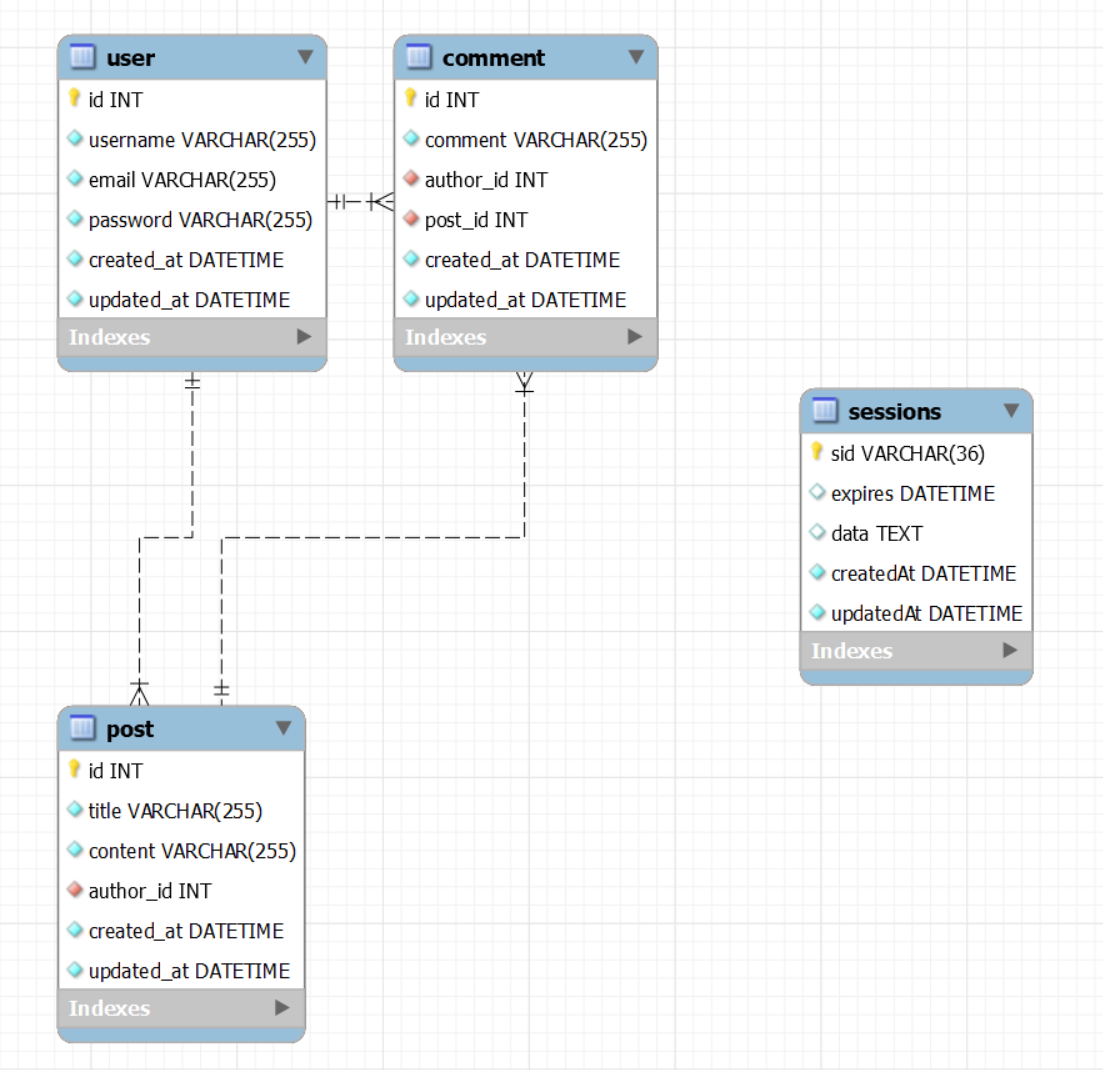 user
id INT
username VARCHAR(255)
email VARCHAR(255)
password VARCHAR(255)
created_at DATETIME
updated_at DATETIME
Indexes
comment
id INT
comment VARCHAR(255)
author_id INT
post_id INT
created_at DATETIME
updated_at DATETIME
Indexes
sessions
sid VARCHAR(36)
expires DATETIME
data TEXT
createdAt DATETIME
updatedAt DATETIME
Indexes
post
id INT
title VARCHAR(255)
content VARCHAR(255)
author_id INT
created_at DATETIME
updated_at DATETIME
Indexes